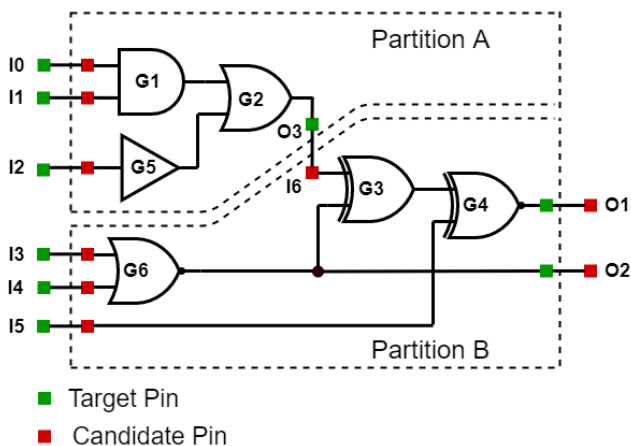 Partition A
I0
G1
I1
G2
O3
I2
G5
I6
G3
G4
O1
I3
G6
I4
O2
I5
Partition B
Target Pin
Candidate Pin